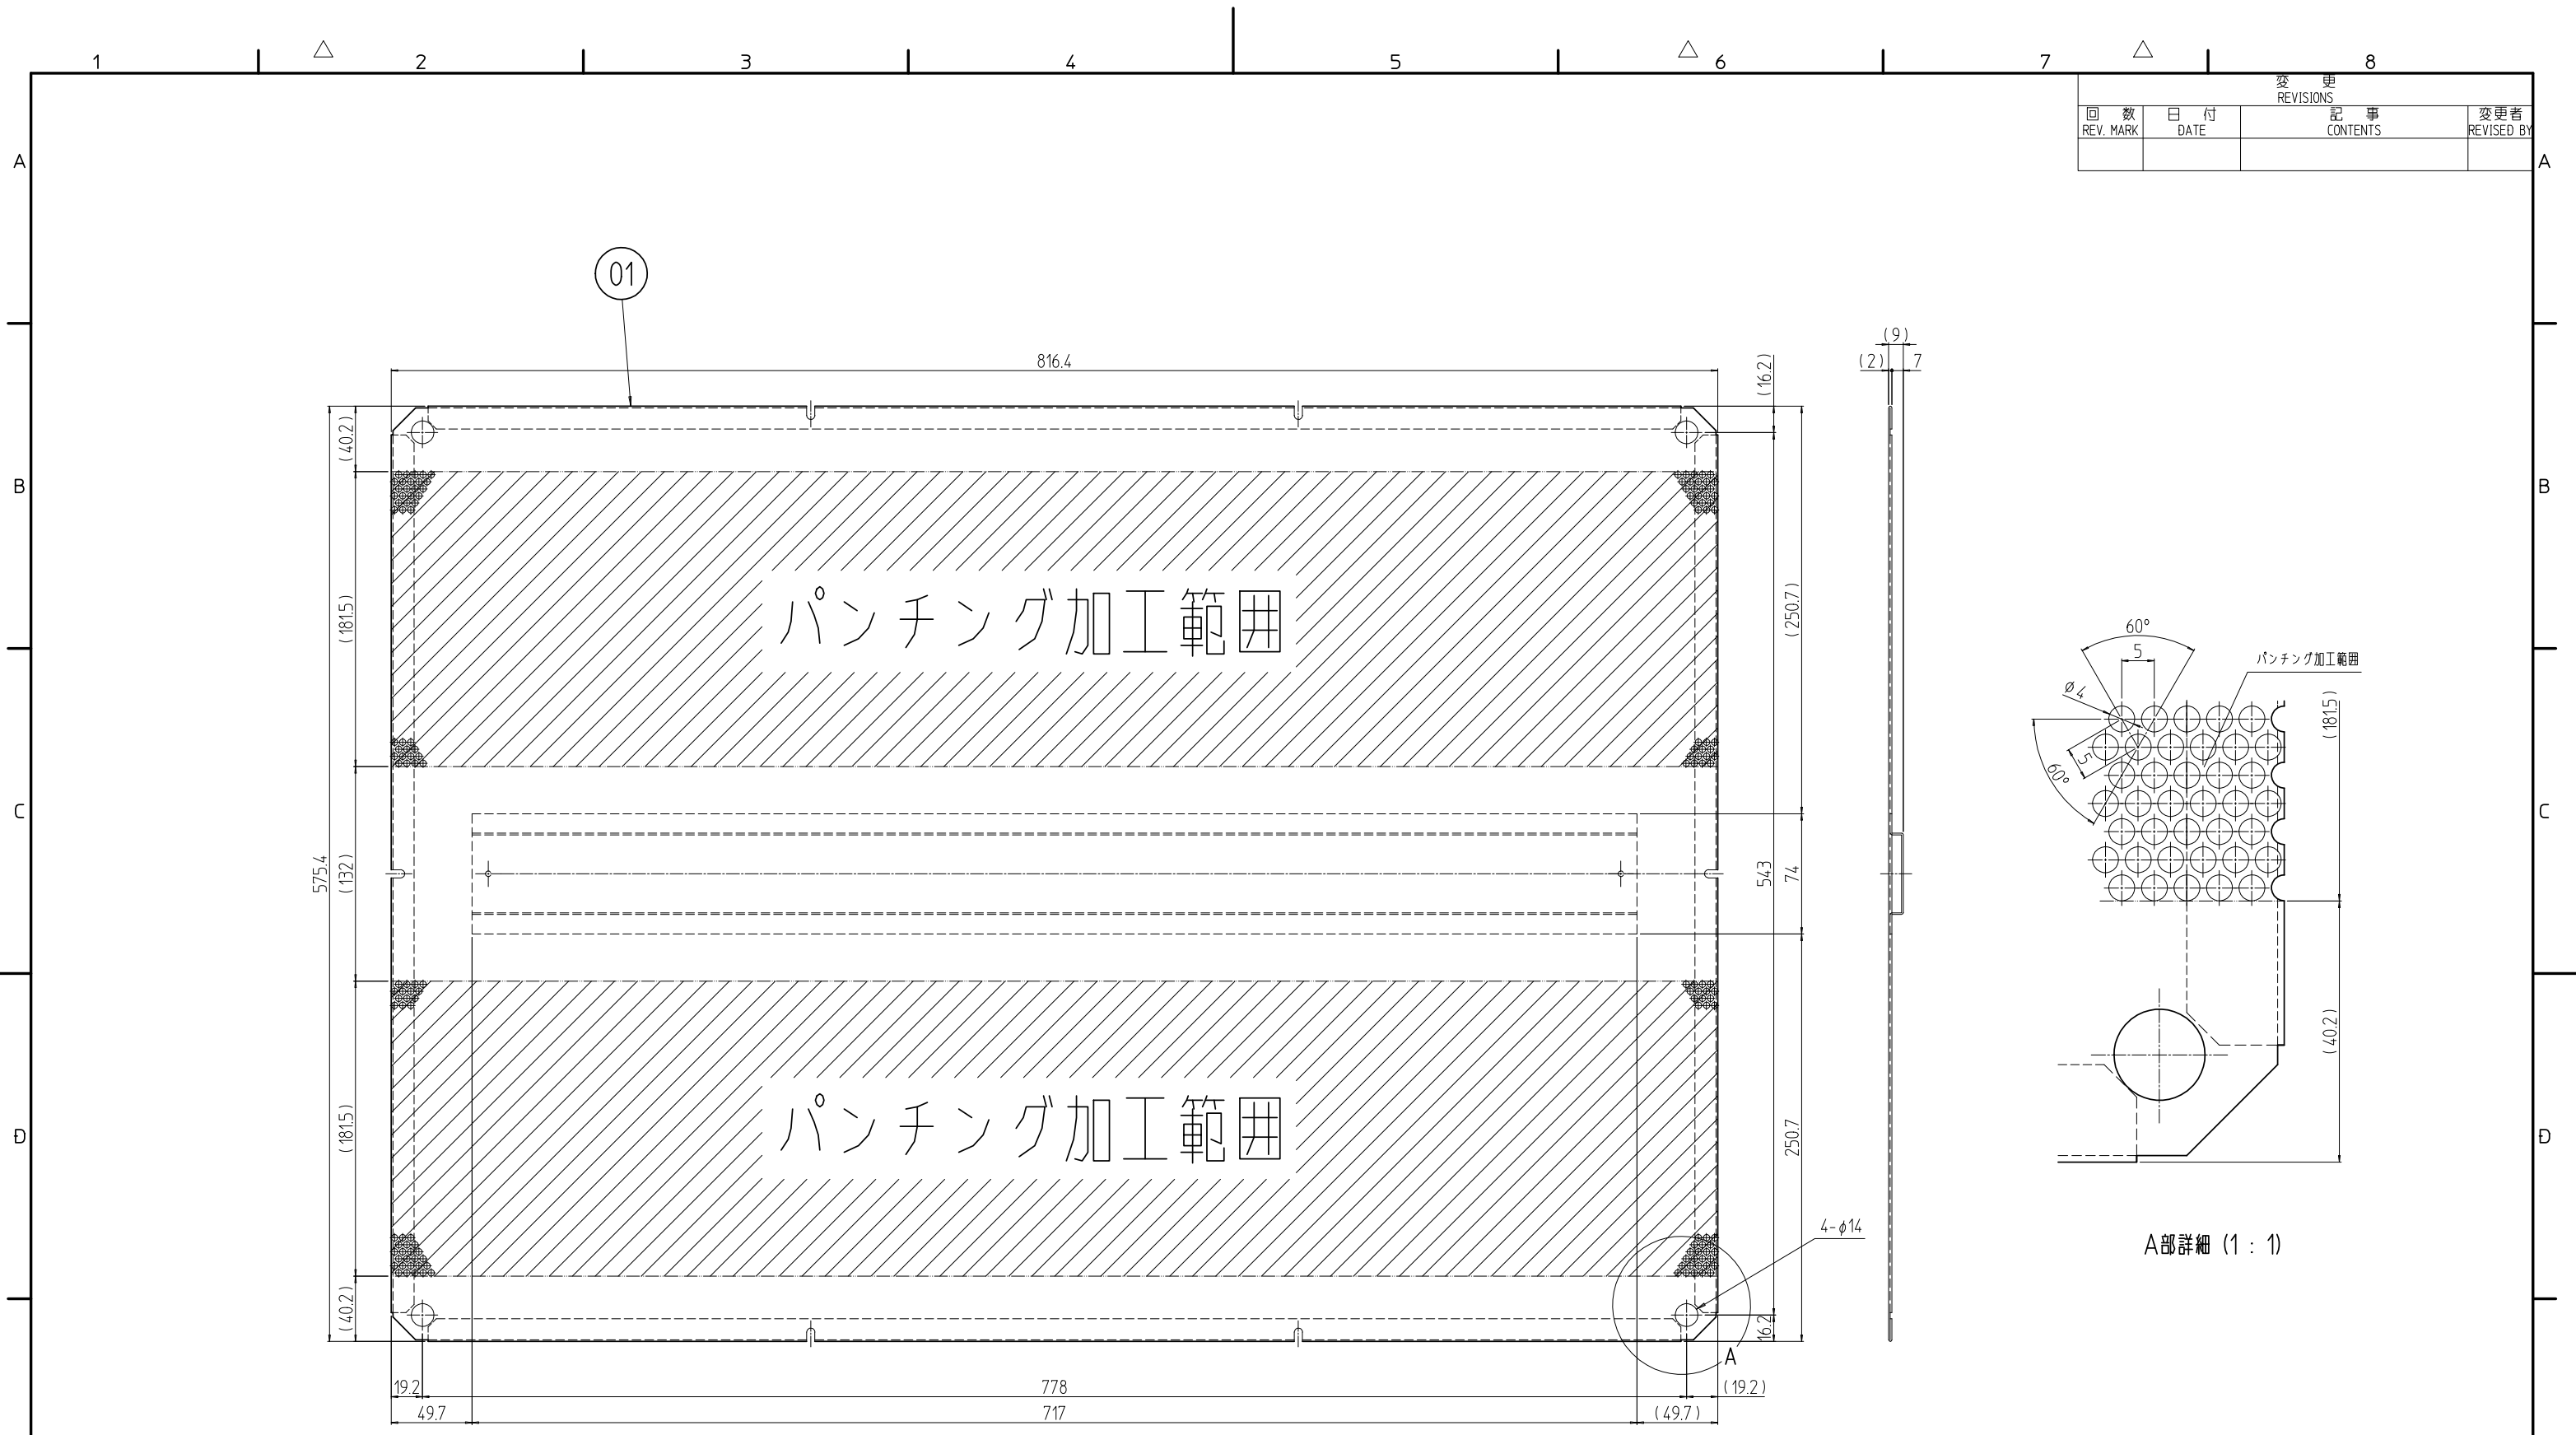 1 2 3 4 5 6 7 8
変 更
REVISIONS
回 数 日 付 記 事 変更者
REV. MARK DATE CONTENTS REVISED BY
A A
01
(9)
816.4 (16.2) (2) 7
(40.2)
B B
パンチング加工範囲
(181.5) (250.7)
60°
5
パンチング加工範囲
φ4
(181.5)
5
60°
C C
575.4 (132) 543 74
(40.2)
D D
パンチング加工範囲
(181.5) 250.7
4-φ14
A部詳細 (1 : 1)
(40.2) 16.2
A
19.2 778 (19.2)
49.7 717 (49.7)